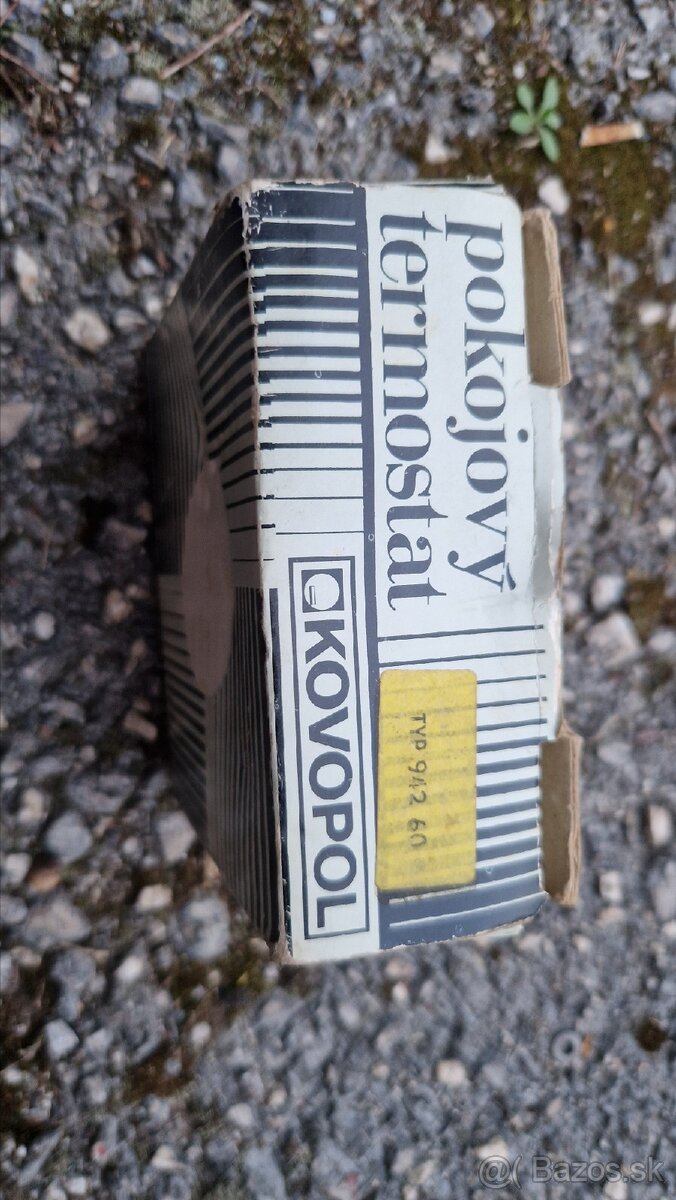 pokojový
termostat
KOVOPOL
TYP 942 60
@( Bazos.sk